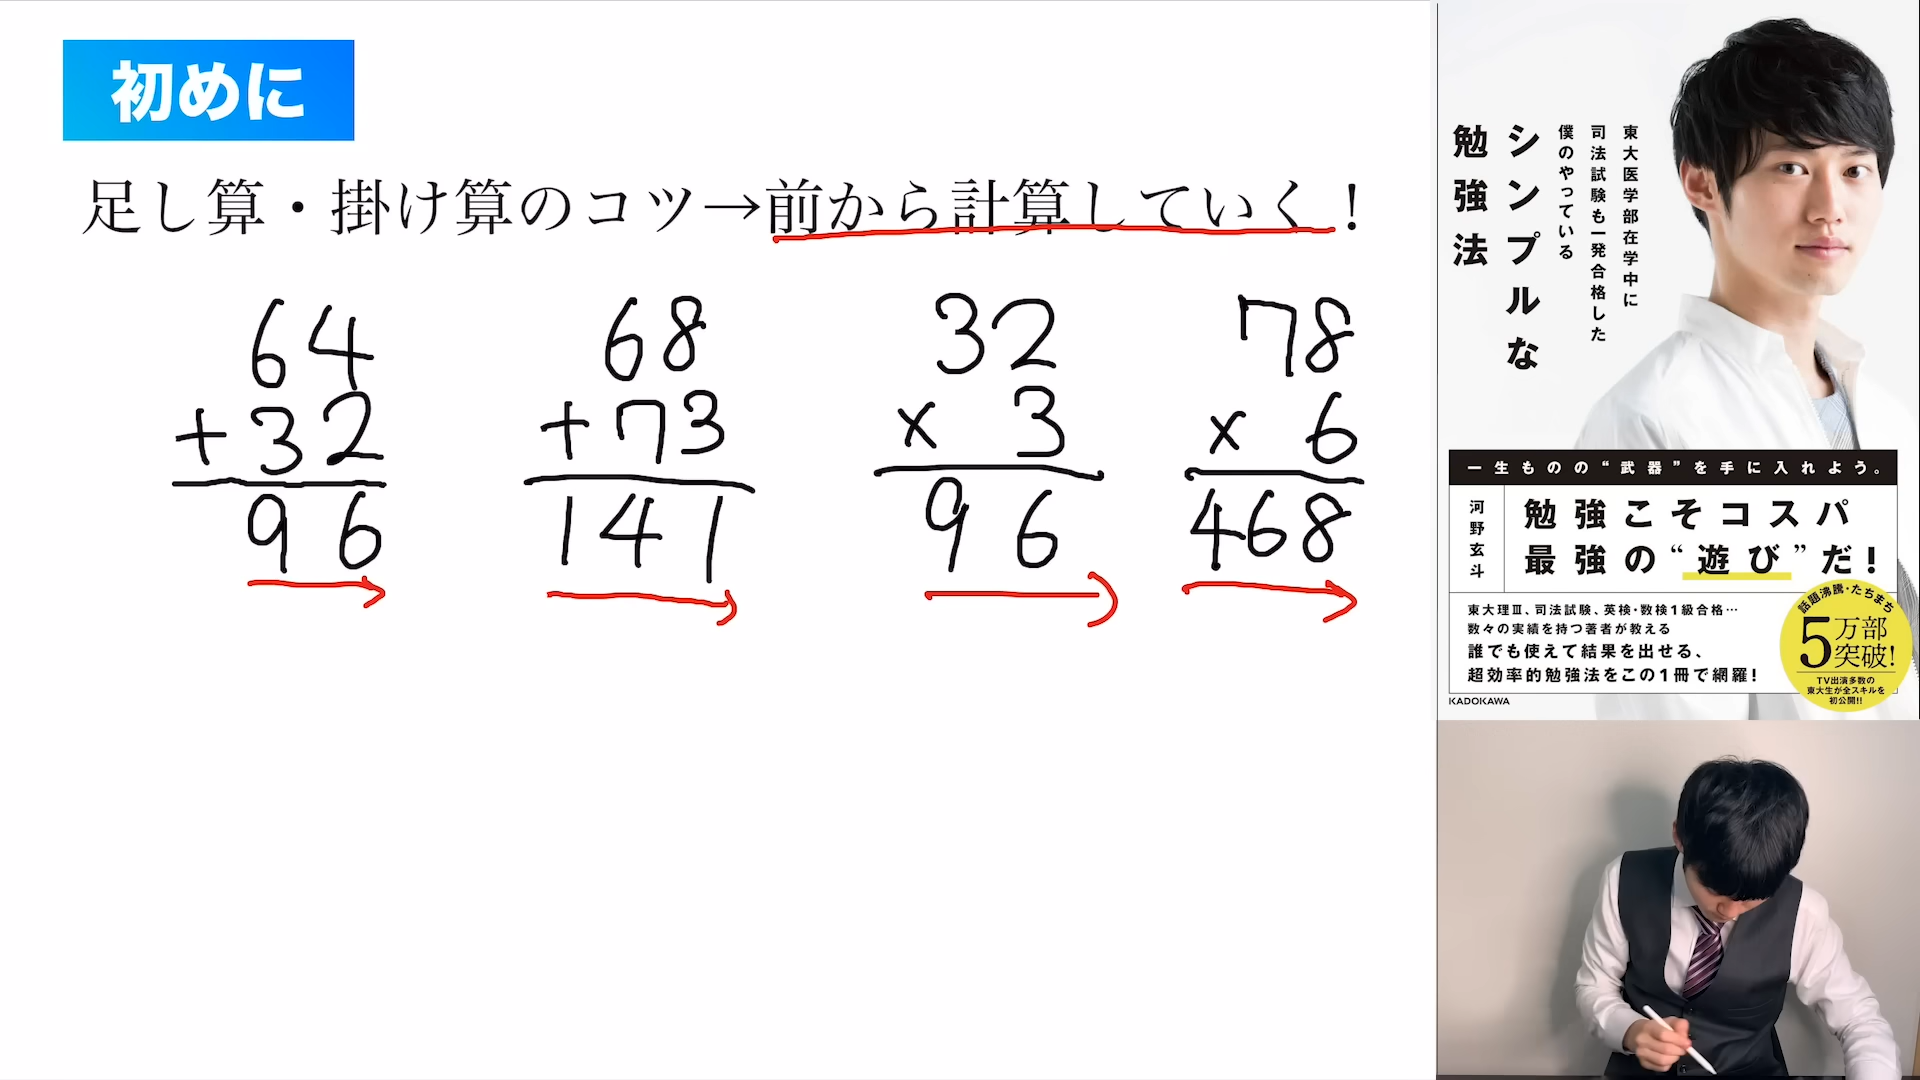 初めに
足し算・掛け算のコツ→前から計算していく！
64
+32
96
68
+73
141
32
× 3
96
78
× 6
468
東大医学部在学中に
司法試験も一発合格した
僕のやっている
シンプルな
勉強法
一生ものの“武器”を手に入れよう。
河野玄斗
勉強こそコスパ
最強の“遊び”だ！
東大理Ⅲ、司法試験、英検・数検1級合格…
数々の実績を持つ著者が教える
誰でも使えて結果を出せる、
超効率的勉強法をこの1冊で網羅！
話題沸騰・たちまち
5万部
突破！
TV出演多数の
東大生が全スキルを
初公開!!
KADOKAWA